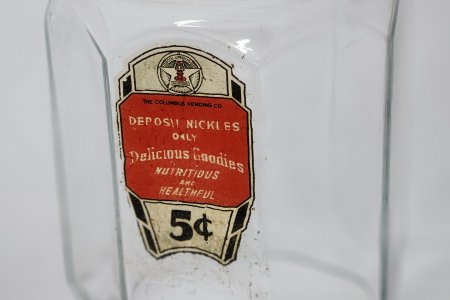 THE COLUMBUS VENDING CO.
DEPOSIT NICKLES
ONLY
Delicious Goodies
NUTRITIOUS
AND
HEALTHFUL
5¢